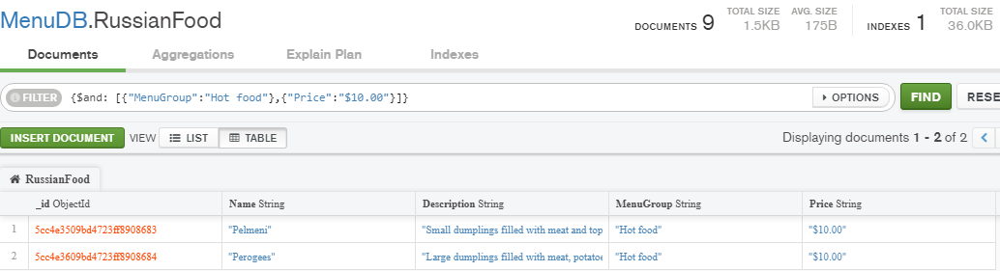 MenuDB.RussianFood
DOCUMENTS 9 TOTAL SIZE 1.5KB AVG. SIZE 175B INDEXES 1 TOTAL SIZE 36.0KB
Documents Aggregations Explain Plan Indexes
FILTER {$and: [{"MenuGroup":"Hot food"},{"Price":"$10.00"}]} OPTIONS FIND RESE
INSERT DOCUMENT VIEW LIST TABLE Displaying documents 1 - 2 of 2
RussianFood
_id ObjectId Name String Description String MenuGroup String Price String
1 5cc4e3509bd4723ff8908683 "Pelmeni" "Small dumplings filled with meat and top "Hot food" "$10.00"
2 5cc4e3609bd4723ff8908684 "Perogees" "Large dumplings filled with meat, potatoe "Hot food" "$10.00"